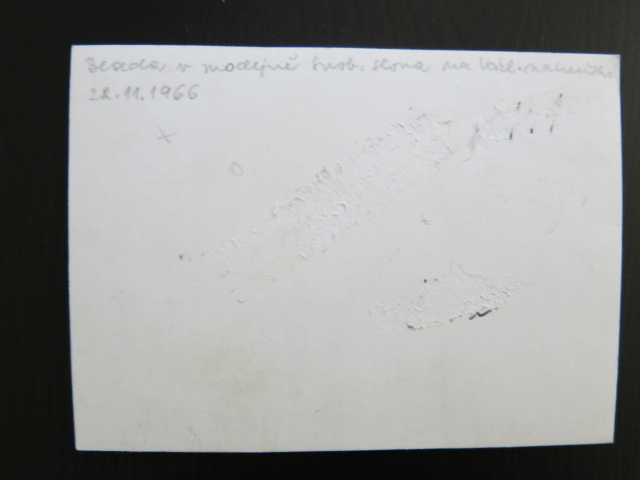 Beseda v prodejně Svob. slova na Václ. náměstí
22.11.1966